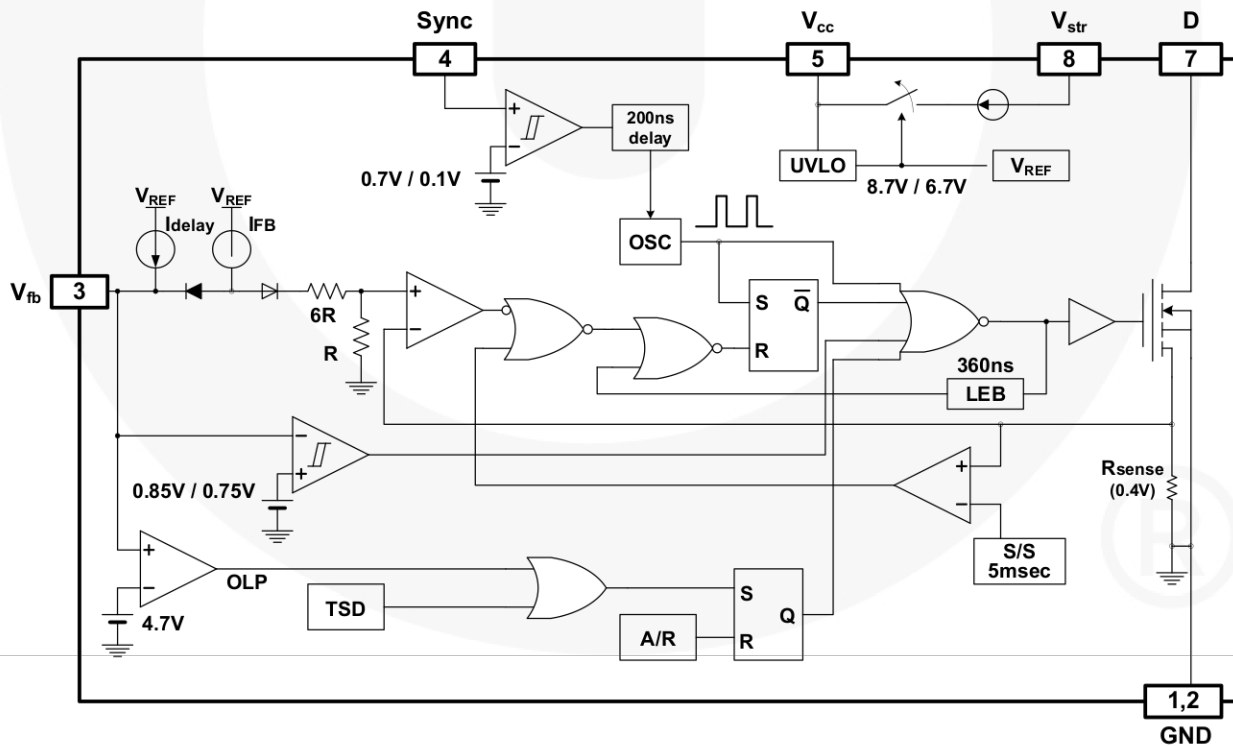 Sync
Vcc
Vstr
D
4
5
8
7
+
−
200ns
delay
0.7V / 0.1V
UVLO
VREF
8.7V / 6.7V
VREF
VREF
Idelay
IFB
OSC
Vfb
3
6R
R
+
−
S
Q̅
R
360ns
LEB
−
+
0.85V / 0.75V
+
−
Rsense
(0.4V)
S/S
5msec
+
−
OLP
4.7V
TSD
S
Q
R
A/R
1,2
GND
®